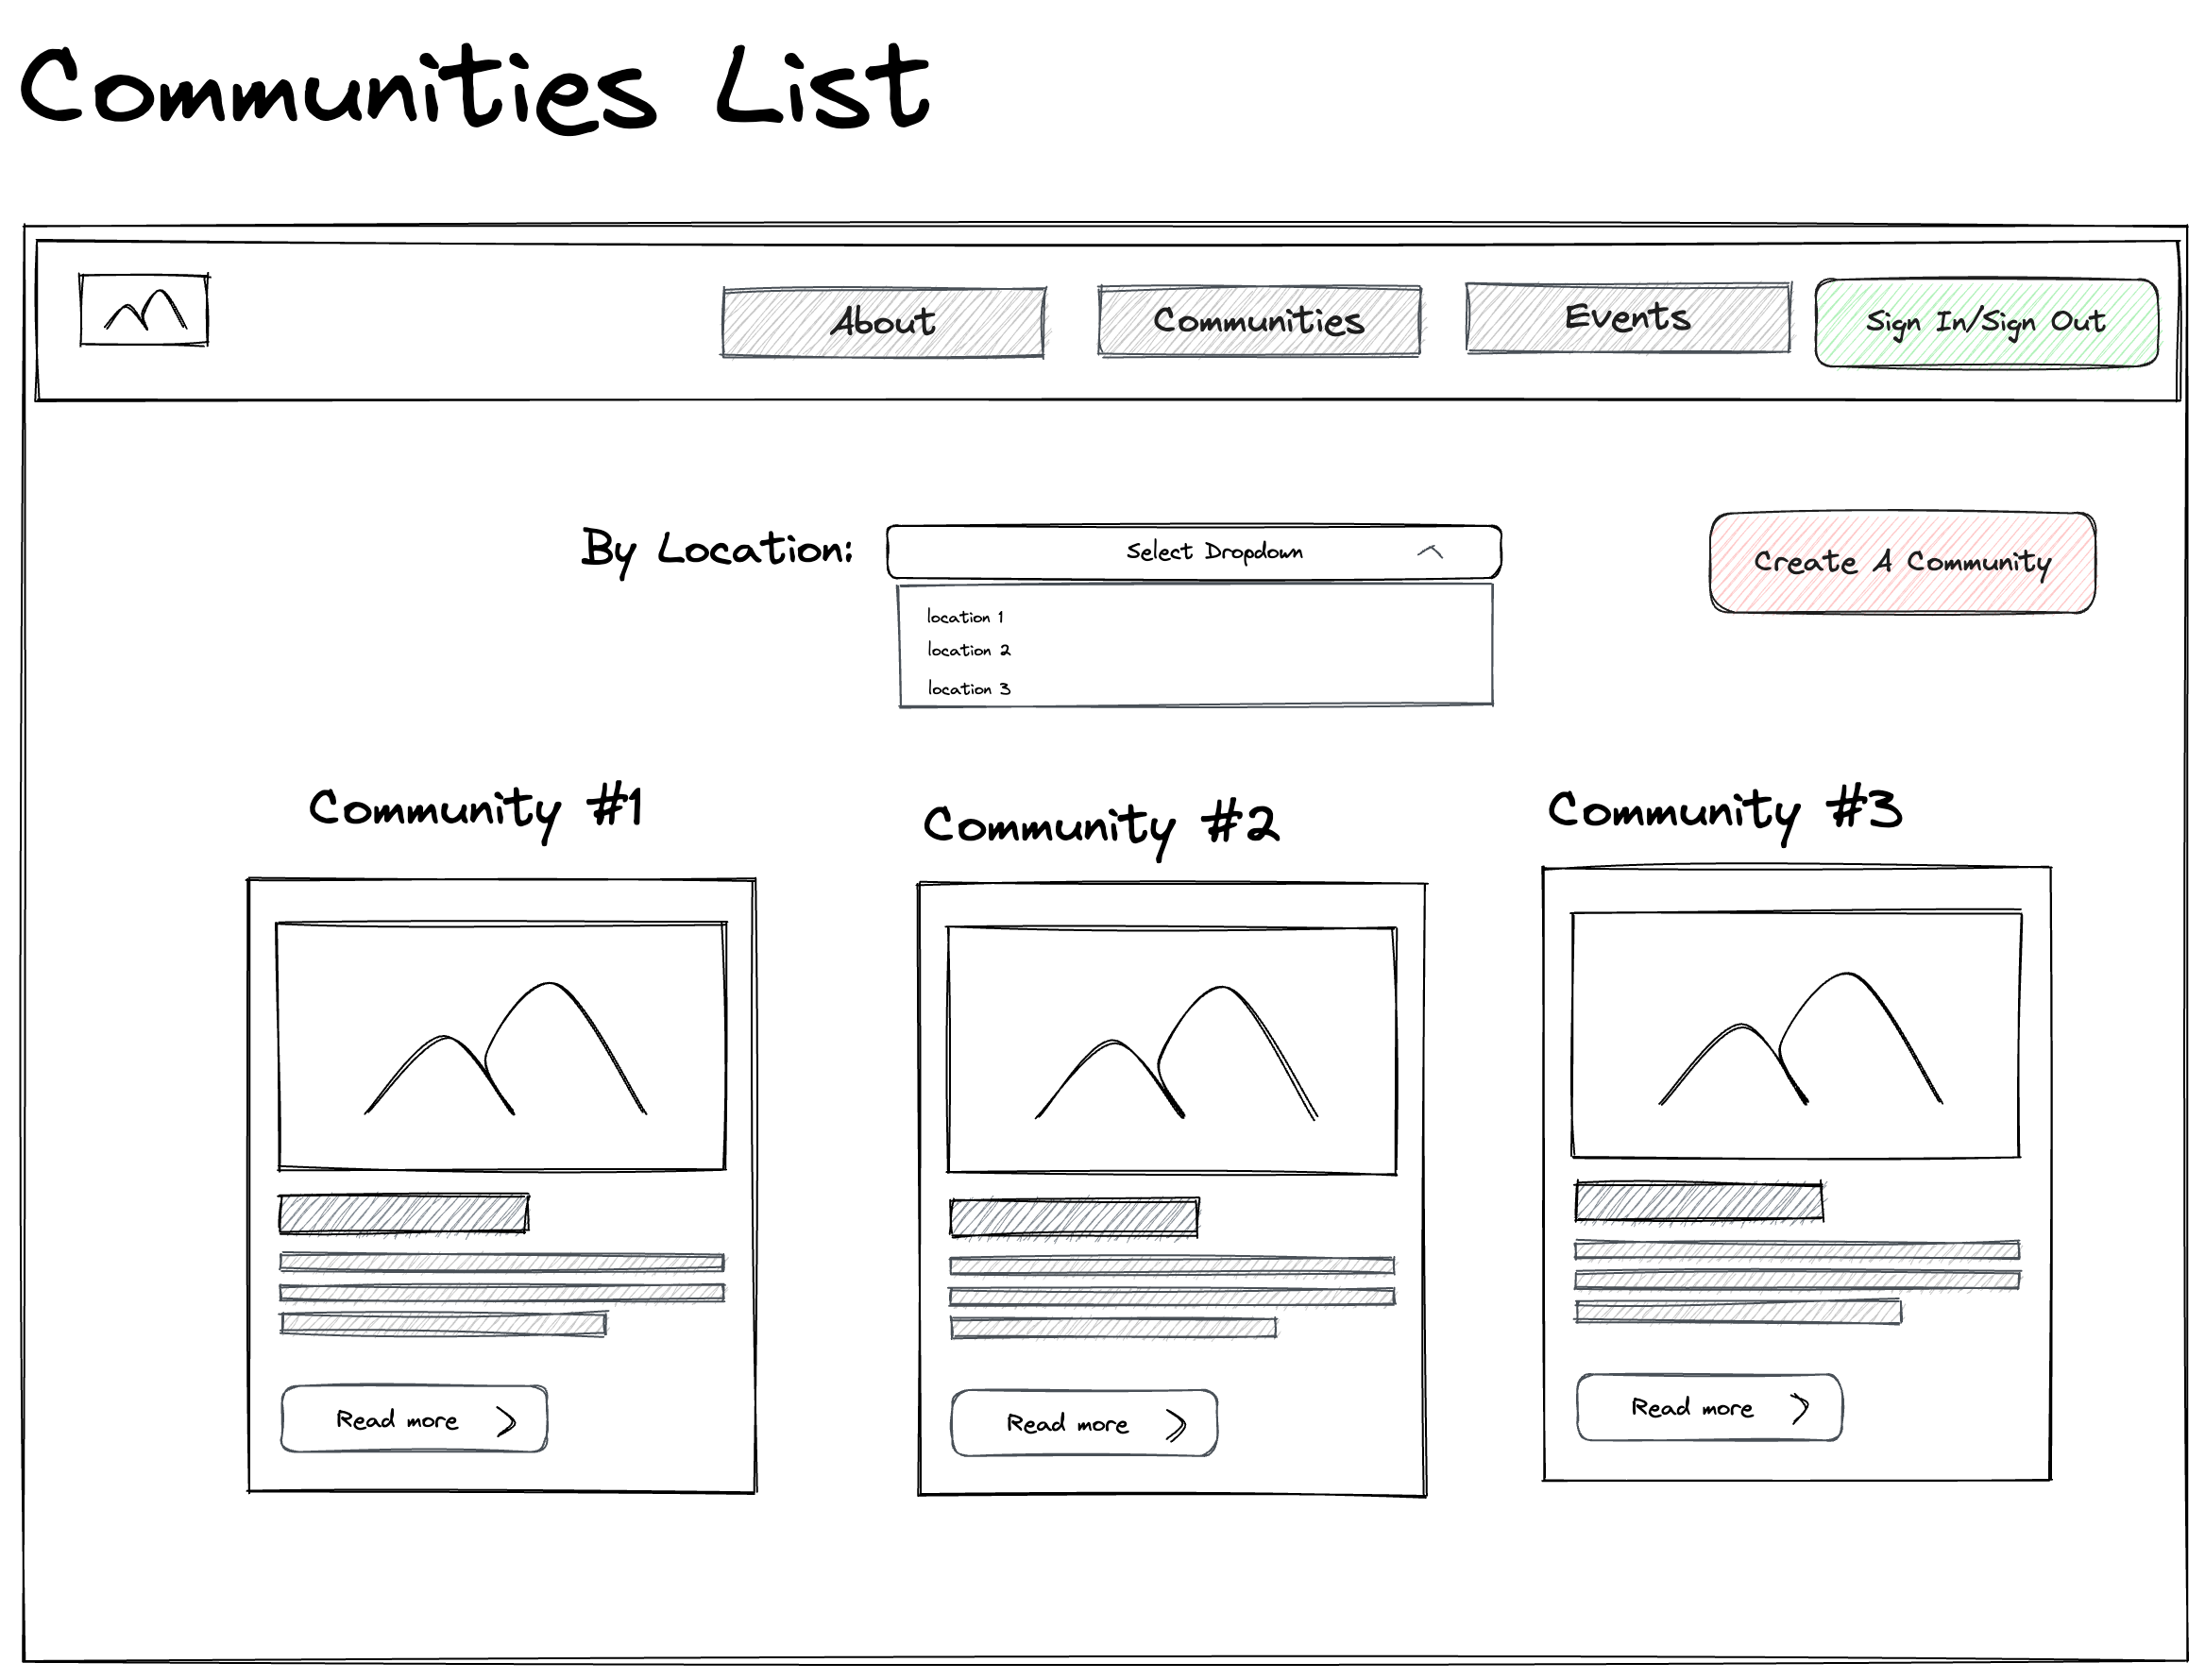 Communities List
About
Communities
Events
Sign In/Sign Out
By Location:
Select Dropdown
Create A Community
location 1
location 2
location 3
Community #1
Community #2
Community #3
Read more
Read more
Read more